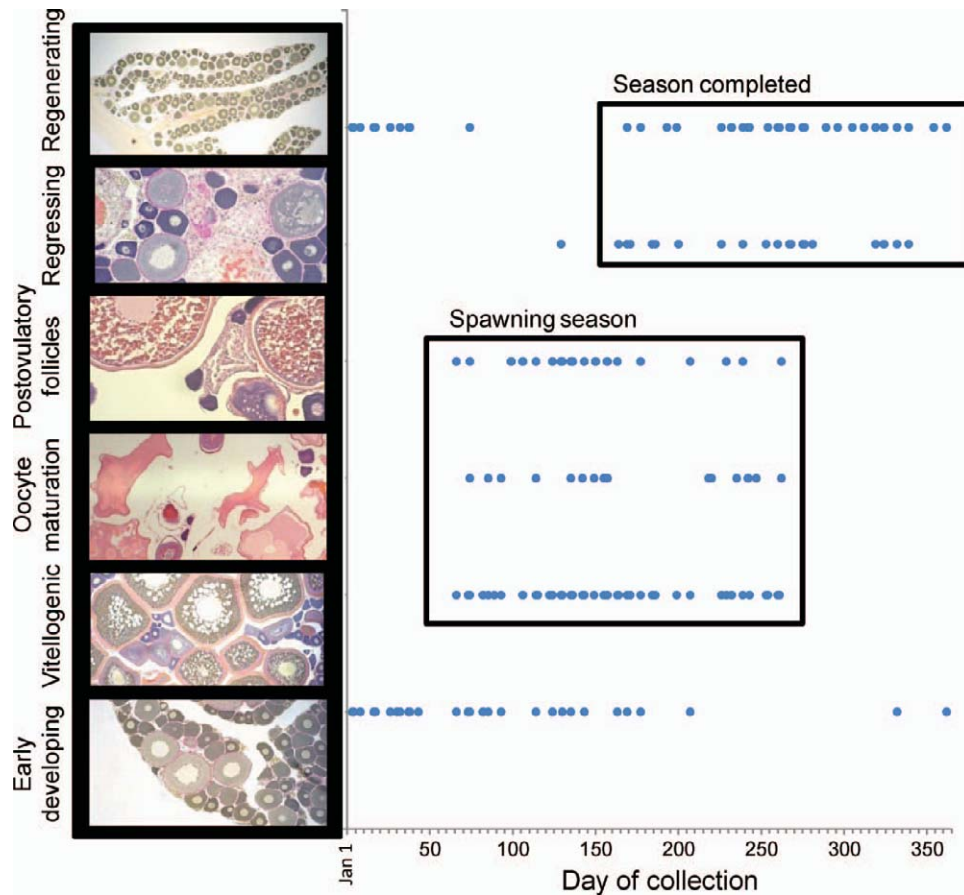 Regenerating
Regressing
Postovulatory
follicles
Oocyte
maturation
Vitellogenic
Early
developing
Season completed
Spawning season
Jan 1
50
100
150
200
250
300
350
Day of collection